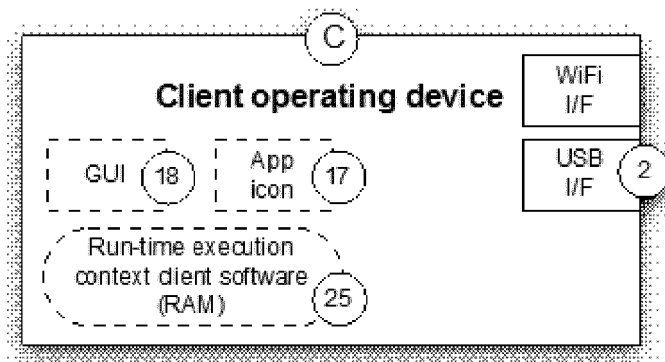 C
Client operating device
WiFi
I/F
GUI
18
App
icon
17
USB
I/F
2
Run-time execution
context client software
(RAM)
25